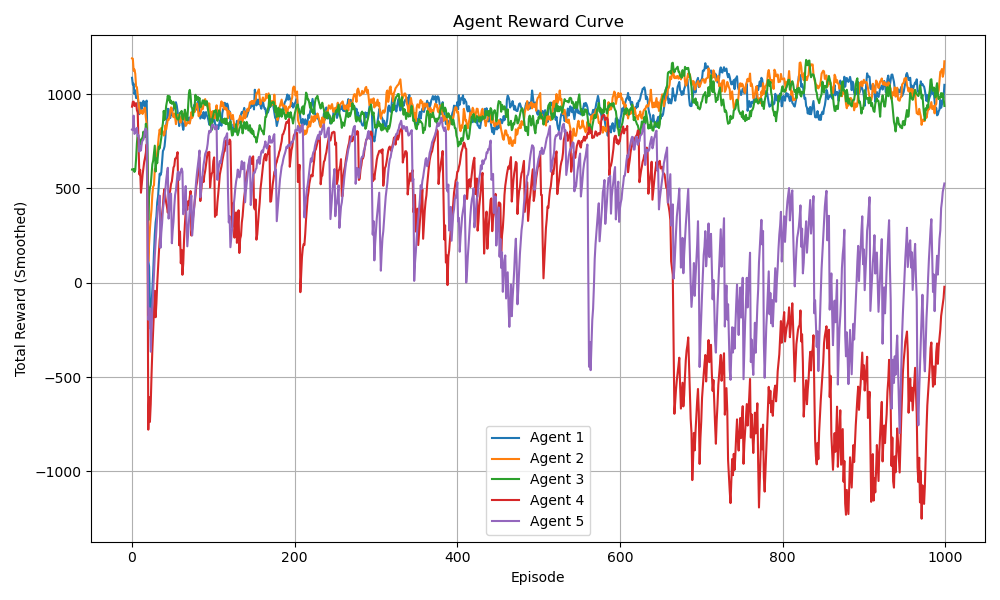 Agent Reward Curve
Total Reward (Smoothed)
1000
500
0
−500
−1000
Agent 1
Agent 2
Agent 3
Agent 4
Agent 5
0 200 400 600 800 1000
Episode